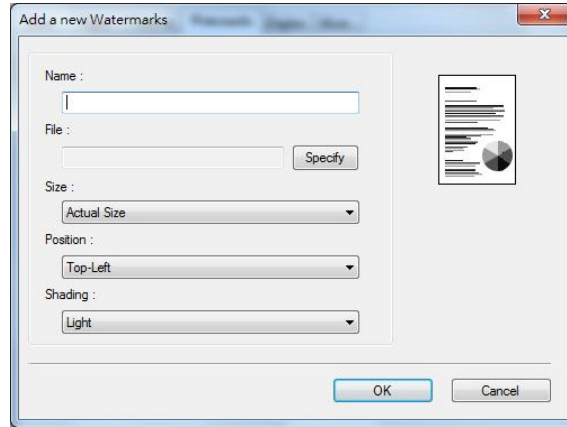 Add a new Watermarks
Name :
File :
Specify
Size :
Actual Size
Position :
Top-Left
Shading :
Light
OK
Cancel